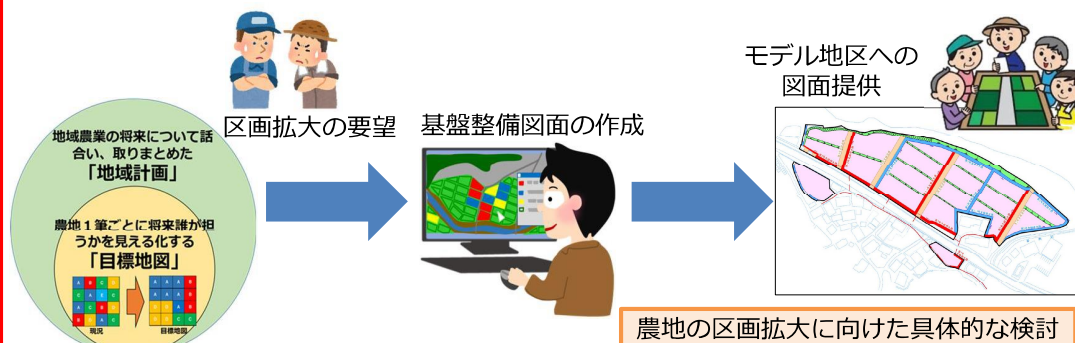 地域農業の将来について話
合い、取りまとめた
「地域計画」
農地１筆ごとに将来誰が担
うかを見える化する
「目標地図」
現況
目標地図
区画拡大の要望
基盤整備図面の作成
モデル地区への
図面提供
農地の区画拡大に向けた具体的な検討